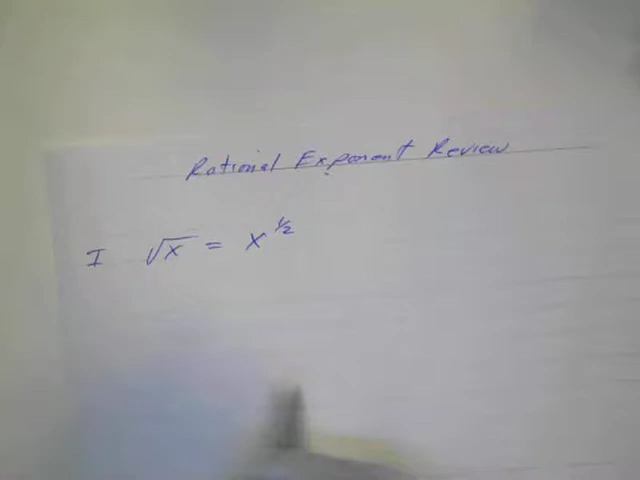 Rational Exponent Review
I √x = x^1/2